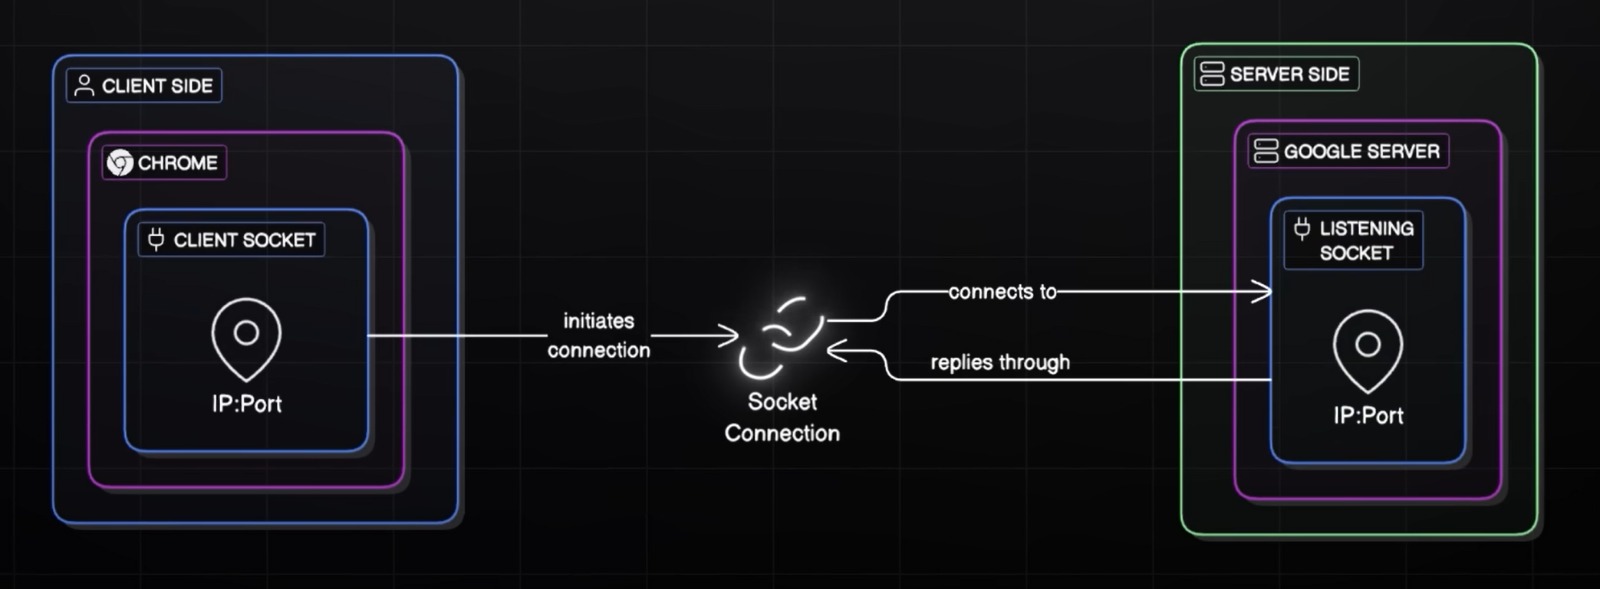 CLIENT SIDE
CHROME
CLIENT SOCKET
IP:Port
initiates
connection
Socket
Connection
connects to
replies through
SERVER SIDE
GOOGLE SERVER
LISTENING
SOCKET
IP:Port